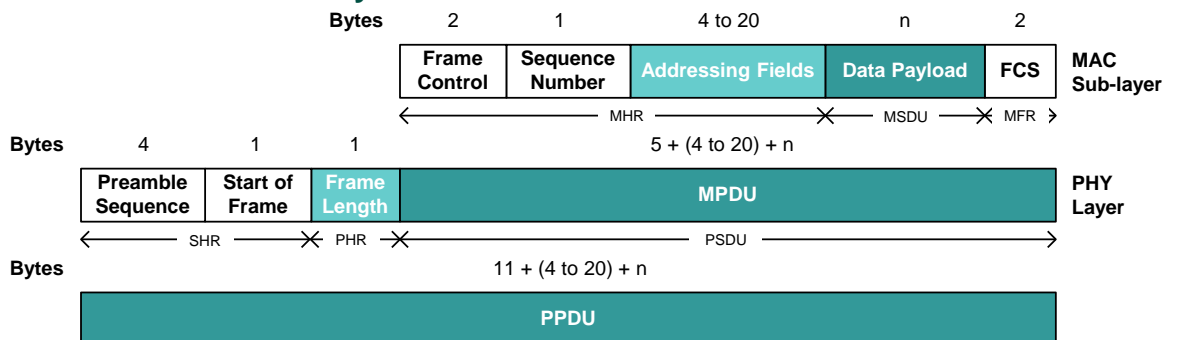 Bytes 2 1 4 to 20 n 2
Frame Control Sequence Number Addressing Fields Data Payload FCS MAC Sub-layer
MHR MSDU MFR
Bytes 4 1 1 5 + (4 to 20) + n
Preamble Sequence Start of Frame Frame Length MPDU PHY Layer
SHR PHR PSDU
Bytes 11 + (4 to 20) + n
PPDU